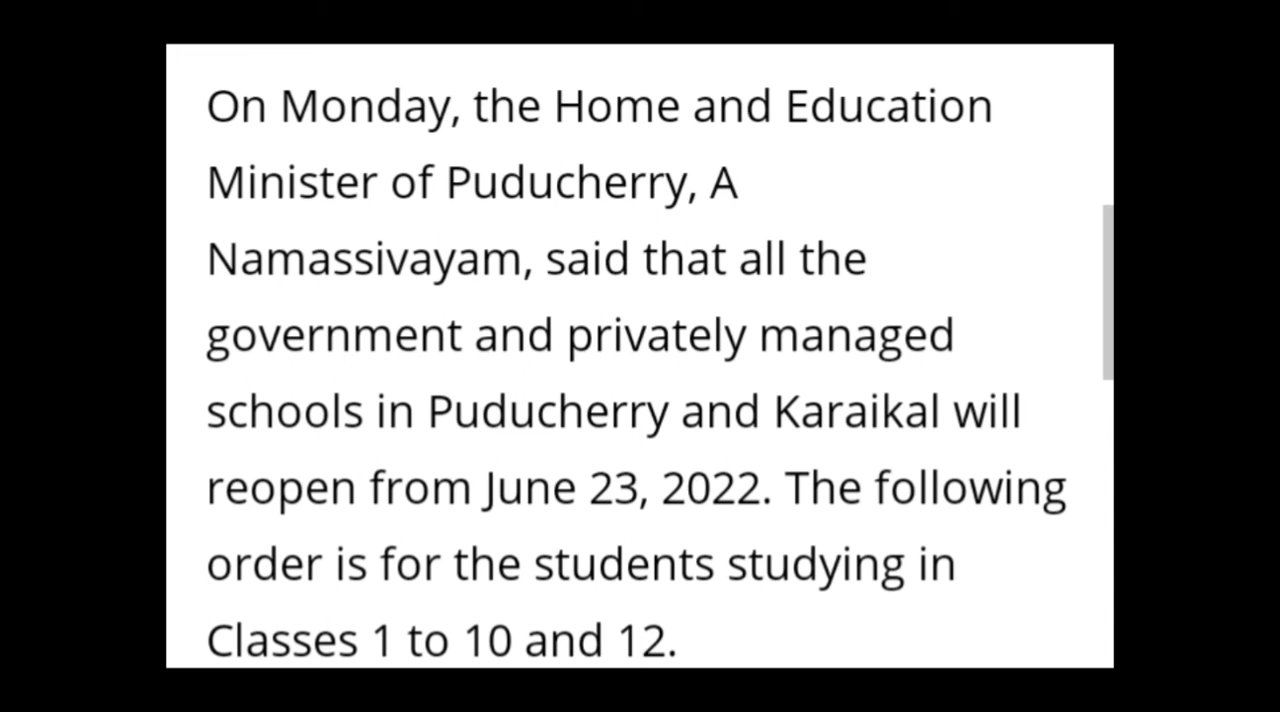 On Monday, the Home and Education
Minister of Puducherry, A
Namassivayam, said that all the
government and privately managed
schools in Puducherry and Karaikal will
reopen from June 23, 2022. The following
order is for the students studying in
Classes 1 to 10 and 12.